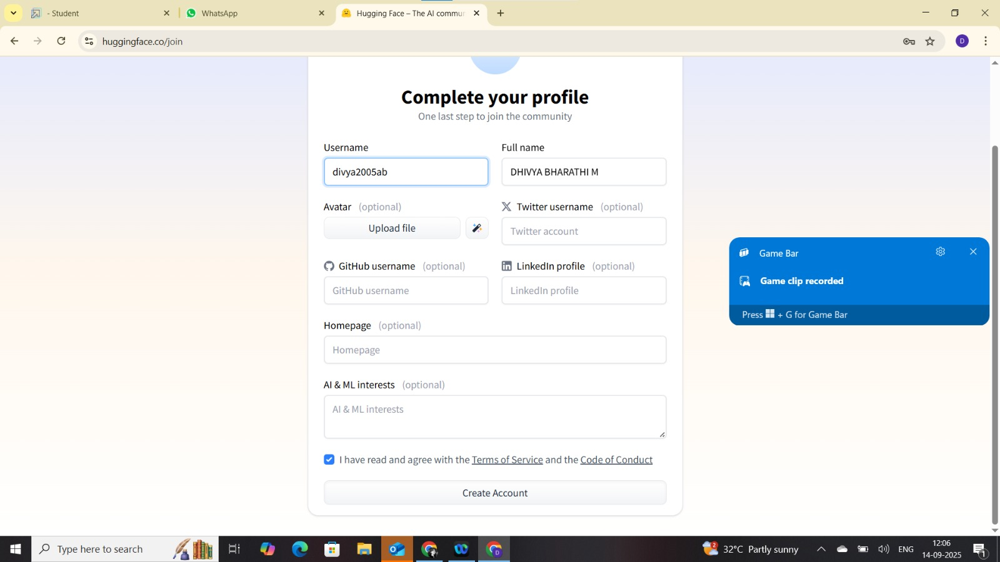 - Student
WhatsApp
Hugging Face – The AI commu
huggingface.co/join
D
Complete your profile
One last step to join the community
Username
Full name
divya2005ab
DHIVYA BHARATHI M
Avatar (optional)
Twitter username (optional)
Upload file
Twitter account
GitHub username (optional)
LinkedIn profile (optional)
GitHub username
LinkedIn profile
Homepage (optional)
Homepage
AI & ML interests (optional)
AI & ML interests
I have read and agree with the Terms of Service and the Code of Conduct
Create Account
Game Bar
Game clip recorded
Press + G for Game Bar
Type here to search
D
2
32°C Partly sunny
ENG
12:06
14-09-2025
1